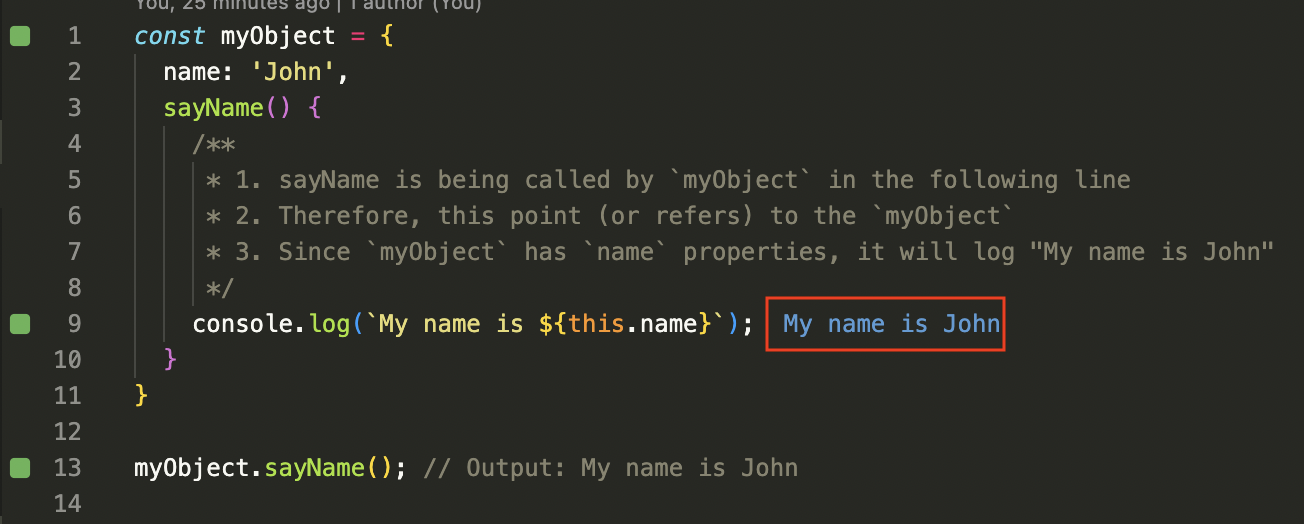 You, 25 minutes ago | 1 author (You)
1 const myObject = {
2 name: 'John',
3 sayName() {
4 /**
5 * 1. sayName is being called by `myObject` in the following line
6 * 2. Therefore, this point (or refers) to the `myObject`
7 * 3. Since `myObject` has `name` properties, it will log "My name is John"
8 */
9 console.log(`My name is ${this.name}`); My name is John
10 }
11 }
12
13 myObject.sayName(); // Output: My name is John
14